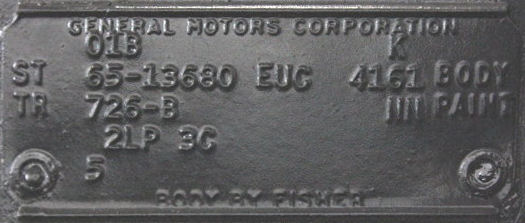 GENERAL MOTORS CORPORATION
01B K
ST 65-13680 EUC 4161 BODY
TR 726-B NN PAINT
2LP 3C
5
BODY BY FISHER